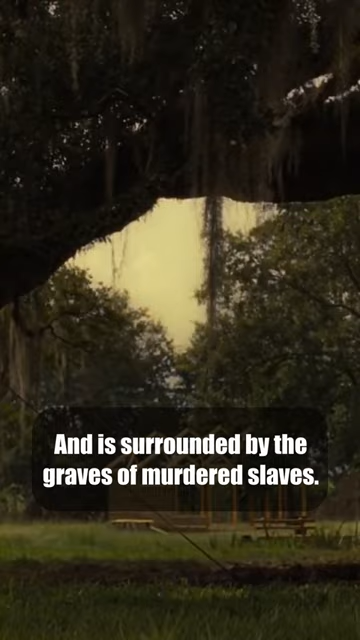 And is surrounded by the
graves of murdered slaves.